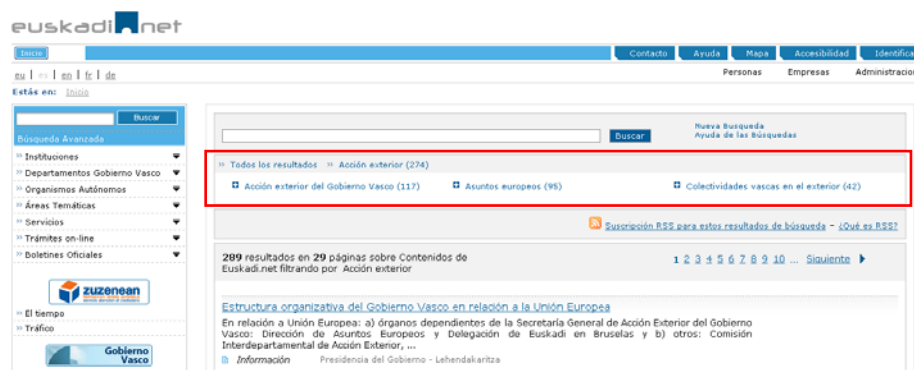 euskadi net
Inicio
Contacto Ayuda Mapa Accesibilidad Identifica
eu | es | en | fr | de
Personas Empresas Administracion
Estás en: Inicio
Buscar
Búsqueda Avanzada
» Instituciones
» Departamentos Gobierno Vasco
» Organismos Autónomos
» Áreas Temáticas
» Servicios
» Trámites on-line
» Boletines Oficiales
zuzenean
» El tiempo
» Tráfico
Gobierno
Vasco
Buscar
Nueva Busqueda
Ayuda de las Búsquedas
» Todos los resultados » Acción exterior (274)
Acción exterior del Gobierno Vasco (117) Asuntos europeos (95) Colectividades vascas en el exterior (42)
Suscripción RSS para estos resultados de búsqueda - ¿Qué es RSS?
289 resultados en 29 páginas sobre Contenidos de
Euskadi.net filtrando por Acción exterior
1 2 3 4 5 6 7 8 9 10 ... Siguiente
Estructura organizativa del Gobierno Vasco en relación a la Unión Europea
En relación a Unión Europea: a) órganos dependientes de la Secretaría General de Acción Exterior del Gobierno
Vasco: Dirección de Asuntos Europeos y Delegación de Euskadi en Bruselas y b) otros: Comisión
Interdepartamental de Acción Exterior, ...
Información Presidencia del Gobierno - Lehendakaritza